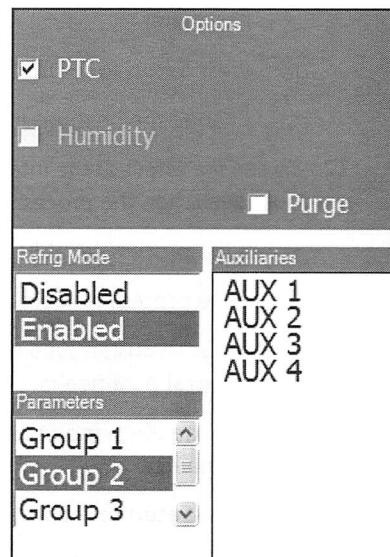 Options
PTC
Humidity
Purge
Refrig Mode
Disabled
Enabled
Parameters
Group 1
Group 2
Group 3
Auxiliaries
AUX 1
AUX 2
AUX 3
AUX 4